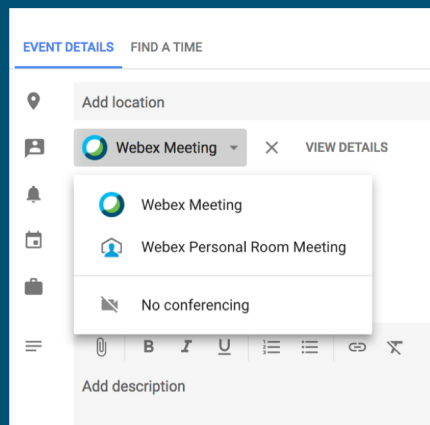 EVENT DETAILS FIND A TIME
Add location
Webex Meeting VIEW DETAILS
Webex Meeting
Webex Personal Room Meeting
No conferencing
B I U
Add description